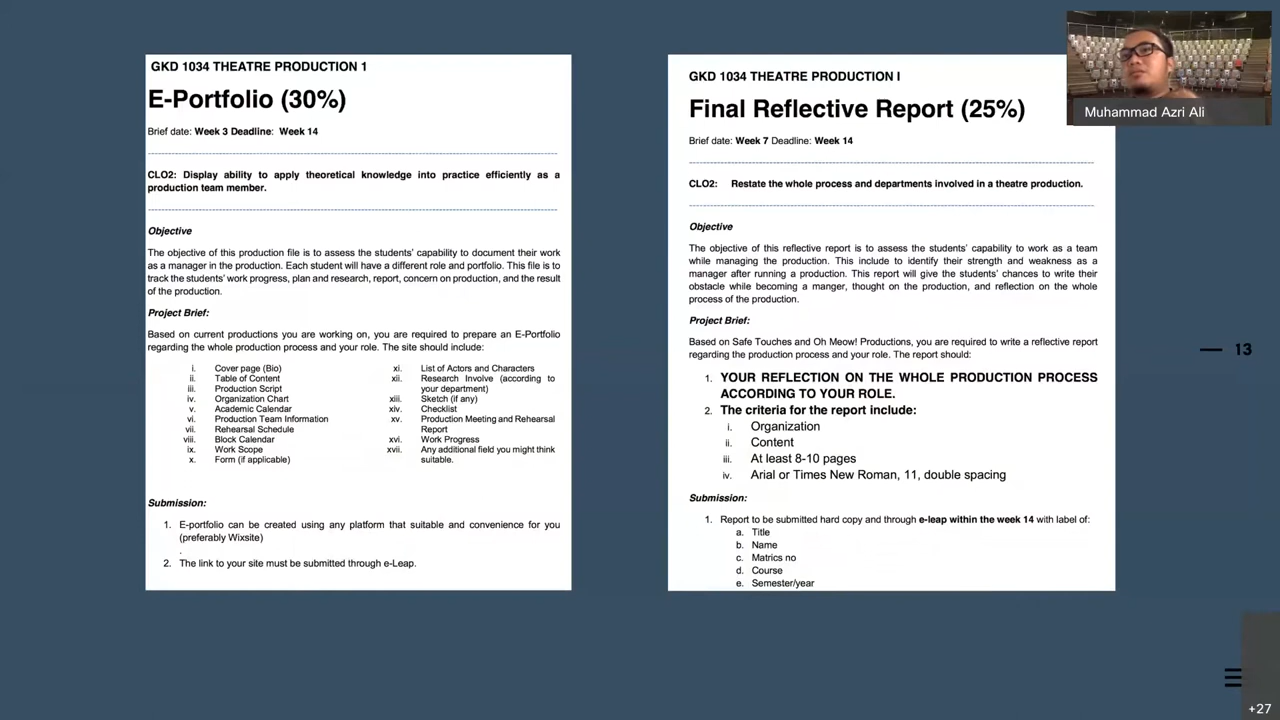 GKD 1034 THEATRE PRODUCTION 1
E-Portfolio (30%)
Brief date: Week 3 Deadline: Week 14
CLO2: Display ability to apply theoretical knowledge into practice efficiently as a
production team member.
Objective
The objective of this production file is to assess the students' capability to document their work
as a manager in the production. Each student will have a different role and portfolio. This file is to
track the students' work progress, plan and research, report, concern on production, and the result
of the production.
Project Brief:
Based on current productions you are working on, you are required to prepare an E-Portfolio
regarding the whole production process and your role. The site should include:
i. Cover page (Bio)
ii. Table of Content
iii. Production Script
iv. Organization Chart
v. Academic Calendar
vi. Production Team Information
vii. Rehearsal Schedule
viii. Block Calendar
ix. Work Scope
x. Form (if applicable)
xi. List of Actors and Characters
xii. Research Involve (according to
your department)
xiii. Sketch (if any)
xiv. Checklist
xv. Production Meeting and Rehearsal
Report
xvi. Work Progress
xvii. Any additional field you might think
suitable.
Submission:
1. E-portfolio can be created using any platform that suitable and convenience for you
(preferably Wixsite)
.
2. The link to your site must be submitted through e-Leap.
GKD 1034 THEATRE PRODUCTION I
Final Reflective Report (25%)
Brief date: Week 7 Deadline: Week 14
CLO2: Restate the whole process and departments involved in a theatre production.
Objective
The objective of this reflective report is to assess the students' capability to work as a team
while managing the production. This include to identify their strength and weakness as a
manager after running a production. This report will give the students' chances to write their
obstacle while becoming a manger, thought on the production, and reflection on the whole
process of the production.
Project Brief:
Based on Safe Touches and Oh Meow! Productions, you are required to write a reflective report
regarding the production process and your role. The report should:
1. YOUR REFLECTION ON THE WHOLE PRODUCTION PROCESS
ACCORDING TO YOUR ROLE.
2. The criteria for the report include:
i. Organization
ii. Content
iii. At least 8-10 pages
iv. Arial or Times New Roman, 11, double spacing
Submission:
1. Report to be submitted hard copy and through e-leap within the week 14 with label of:
a. Title
b. Name
c. Matrics no
d. Course
e. Semester/year
Muhammad Azri Ali
13
+27